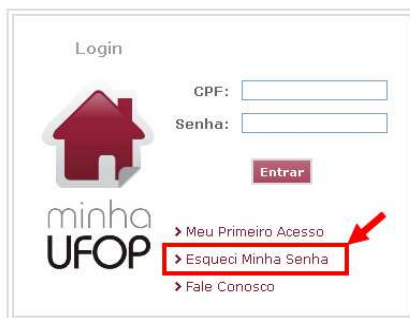 Login
CPF:
Senha:
Entrar
minha
UFOP
Meu Primeiro Acesso
Esqueci Minha Senha
Fale Conosco